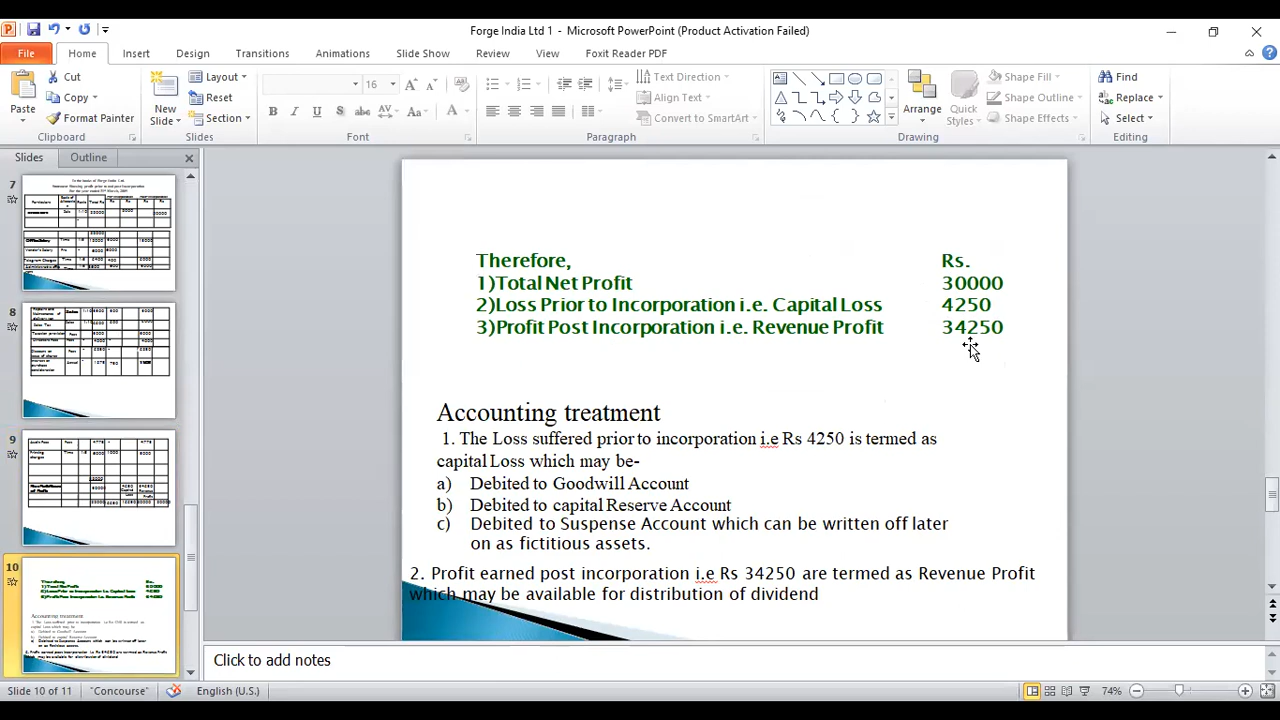 Forge India Ltd 1 - Microsoft PowerPoint (Product Activation Failed)
File Home Insert Design Transitions Animations Slide Show Review View Foxit Reader PDF
Paste
Cut
Copy
Format Painter
Clipboard
New Slide
Layout
Reset
Section
Slides
16
Font
Text Direction
Align Text
Convert to SmartArt
Paragraph
Arrange
Quick Styles
Shape Fill
Shape Outline
Shape Effects
Drawing
Find
Replace
Select
Editing
Slides Outline
7
8
9
10
Therefore, Rs.
1)Total Net Profit 30000
2)Loss Prior to Incorporation i.e. Capital Loss 4250
3)Profit Post Incorporation i.e. Revenue Profit 34250
Accounting treatment
1. The Loss suffered prior to incorporation i.e Rs 4250 is termed as
capital Loss which may be-
a) Debited to Goodwill Account
b) Debited to capital Reserve Account
c) Debited to Suspense Account which can be written off later
on as fictitious assets.
2. Profit earned post incorporation i.e Rs 34250 are termed as Revenue Profit
which may be available for distribution of dividend
Click to add notes
Slide 10 of 11 "Concourse" English (U.S.) 74%